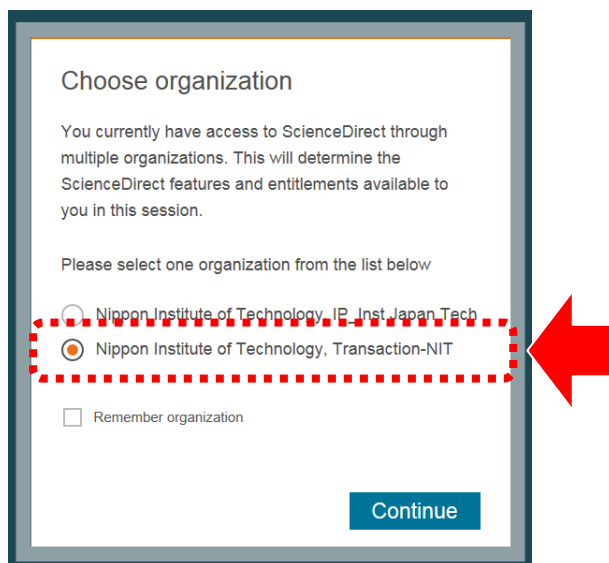 Choose organization
You currently have access to ScienceDirect through
multiple organizations. This will determine the
ScienceDirect features and entitlements available to
you in this session.
Please select one organization from the list below
Nippon Institute of Technology, IP_Inst Japan Tech
Nippon Institute of Technology, Transaction-NIT
Remember organization
Continue